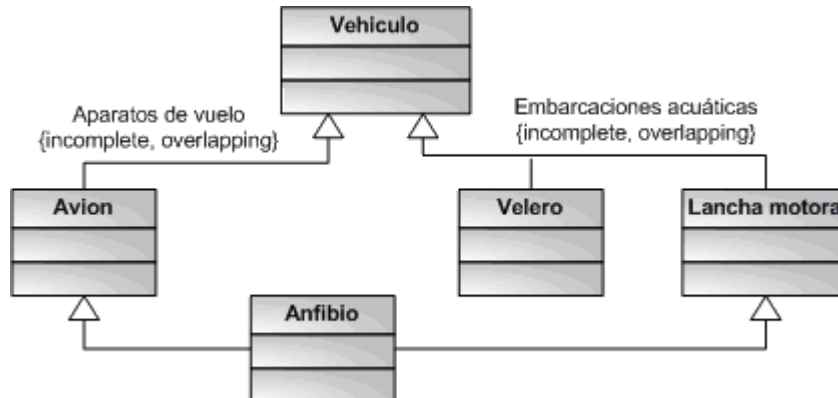 Vehiculo
Aparatos de vuelo
{incomplete, overlapping}
Embarcaciones acuáticas
{incomplete, overlapping}
Avion
Velero
Lancha motora
Anfibio